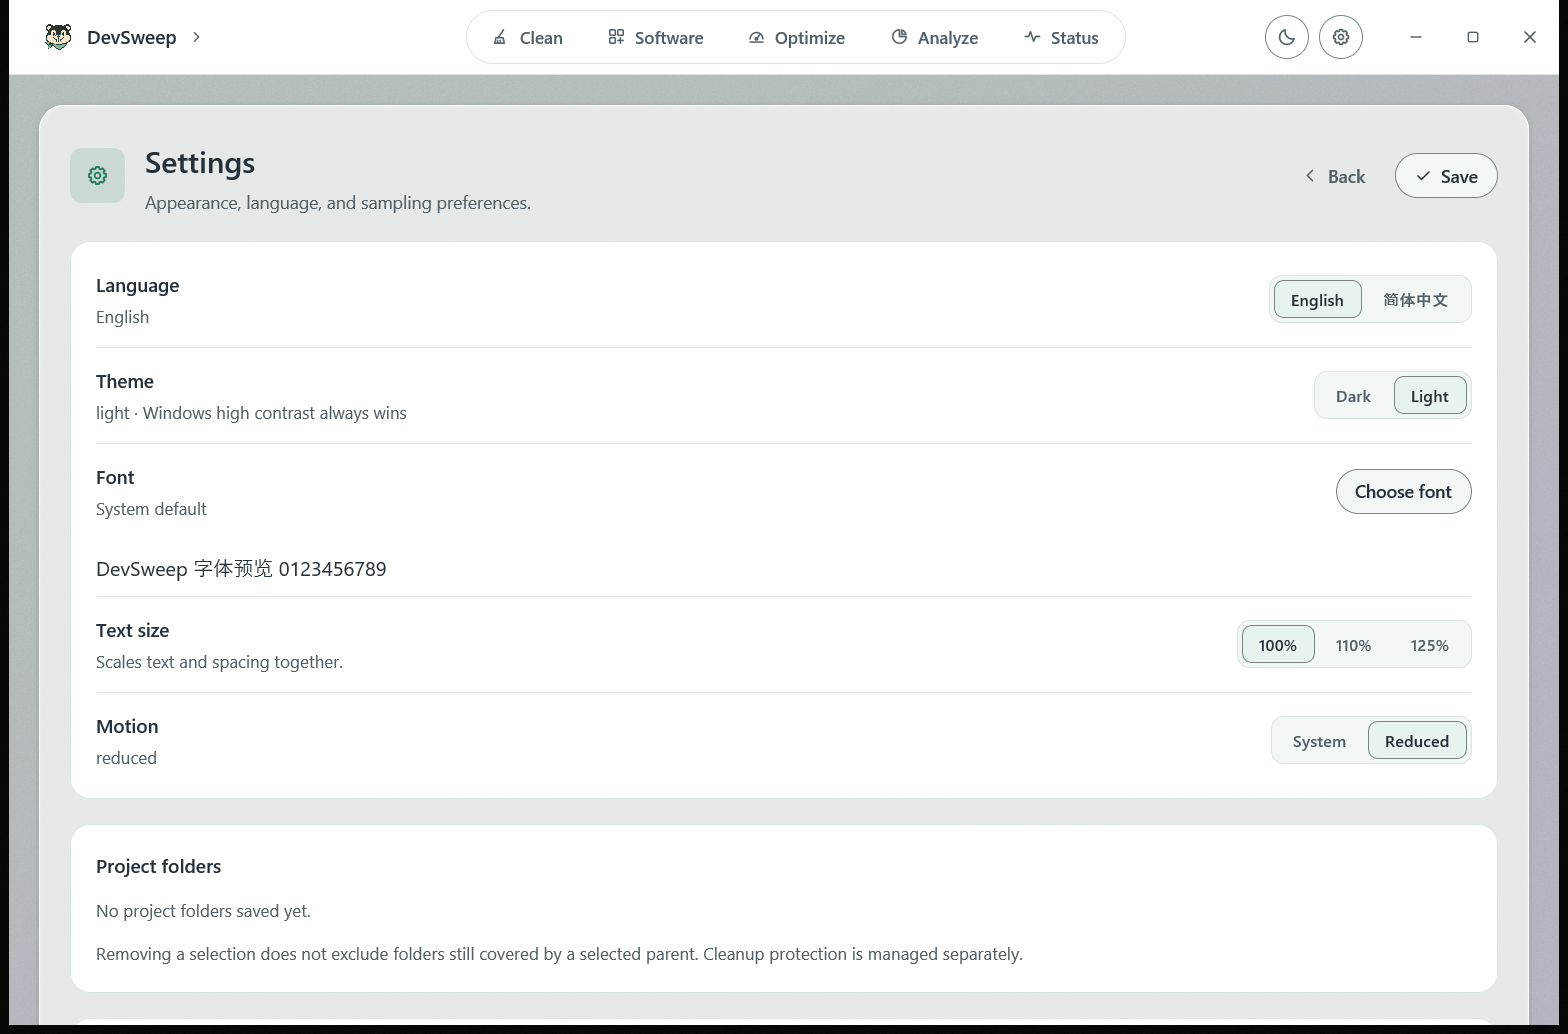 DevSweep
Clean
Software
Optimize
Analyze
Status
Settings
Appearance, language, and sampling preferences.
Back
Save
Language
English
English
简体中文
Theme
light · Windows high contrast always wins
Dark
Light
Font
System default
Choose font
DevSweep 字体预览 0123456789
Text size
Scales text and spacing together.
100%
110%
125%
Motion
reduced
System
Reduced
Project folders
No project folders saved yet.
Removing a selection does not exclude folders still covered by a selected parent. Cleanup protection is managed separately.